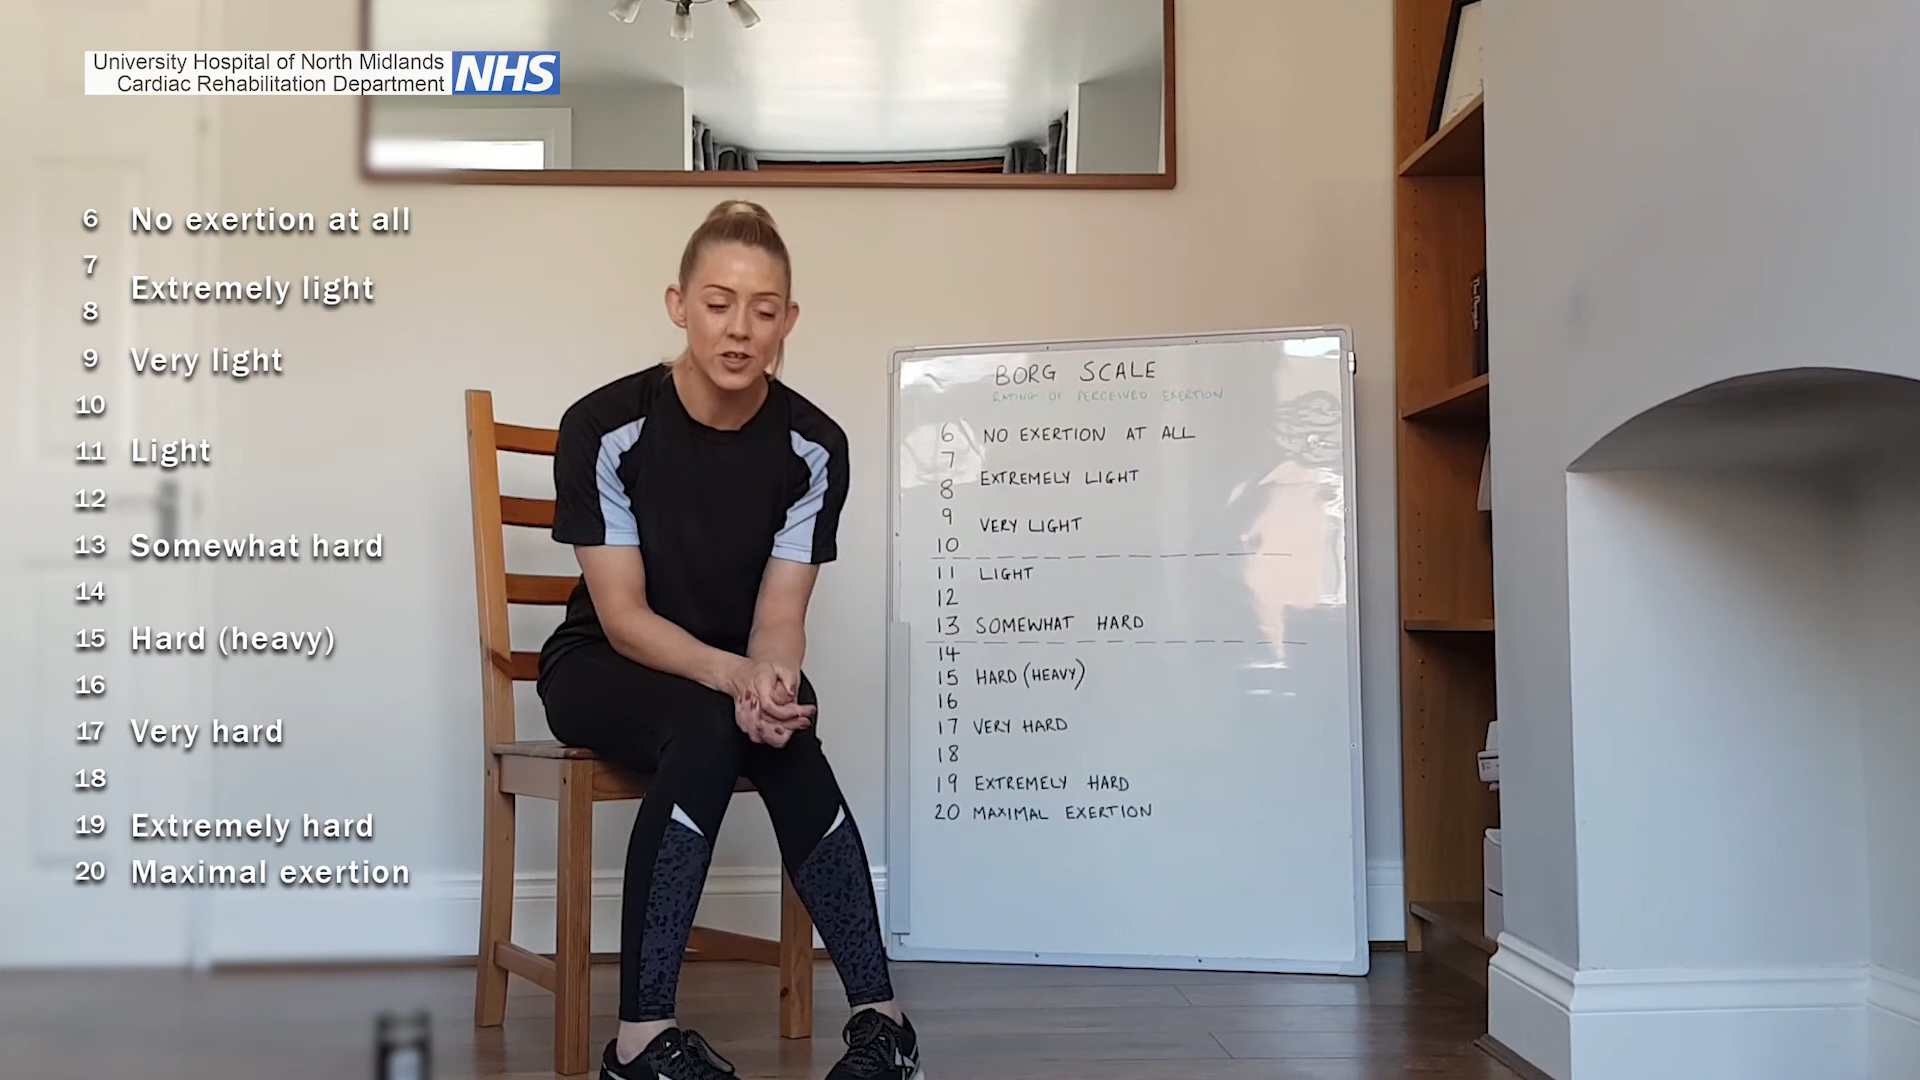 University Hospital of North Midlands
Cardiac Rehabilitation Department
NHS
6 No exertion at all
7
Extremely light
8
9 Very light
10
11 Light
12
13 Somewhat hard
14
15 Hard (heavy)
16
17 Very hard
18
19 Extremely hard
20 Maximal exertion
BORG SCALE
RATING OF PERCEIVED EXERTION
6 NO EXERTION AT ALL
7
EXTREMELY LIGHT
8
9
VERY LIGHT
10
11 LIGHT
12
13 SOMEWHAT HARD
14
15 HARD (HEAVY)
16
17 VERY HARD
18
19 EXTREMELY HARD
20 MAXIMAL EXERTION